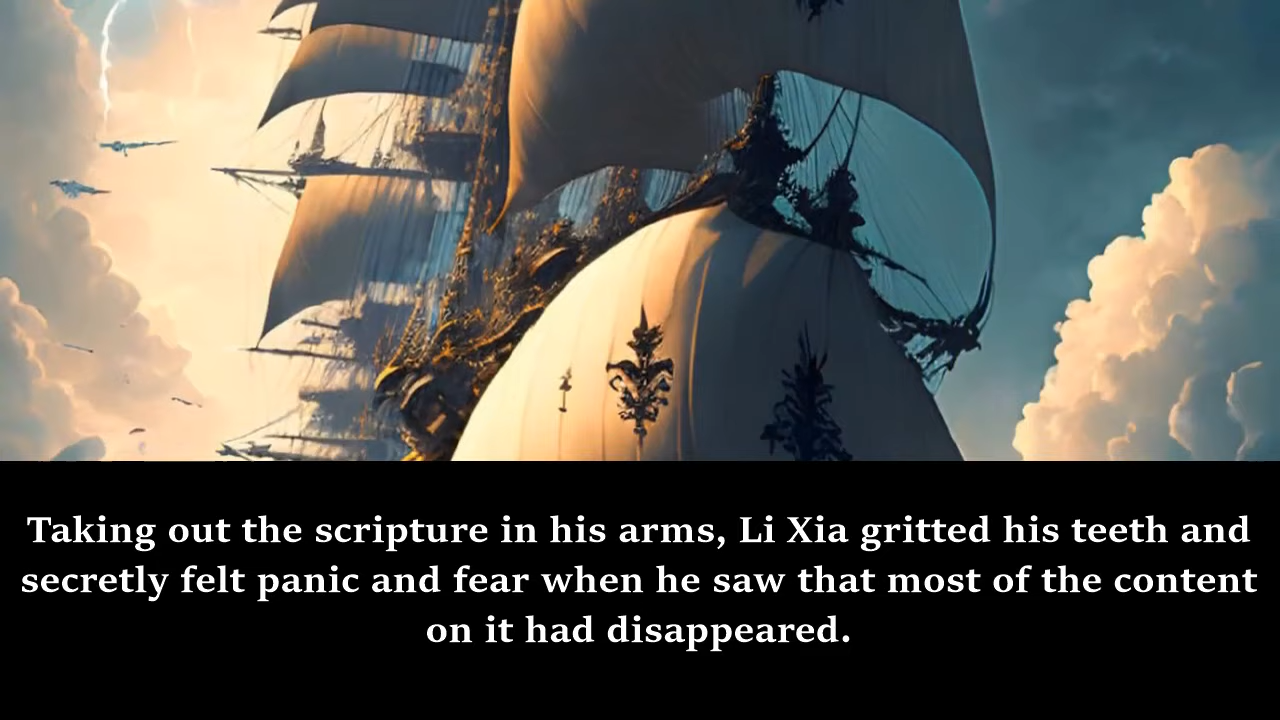 Taking out the scripture in his arms, Li Xia gritted his teeth and
secretly felt panic and fear when he saw that most of the content
on it had disappeared.